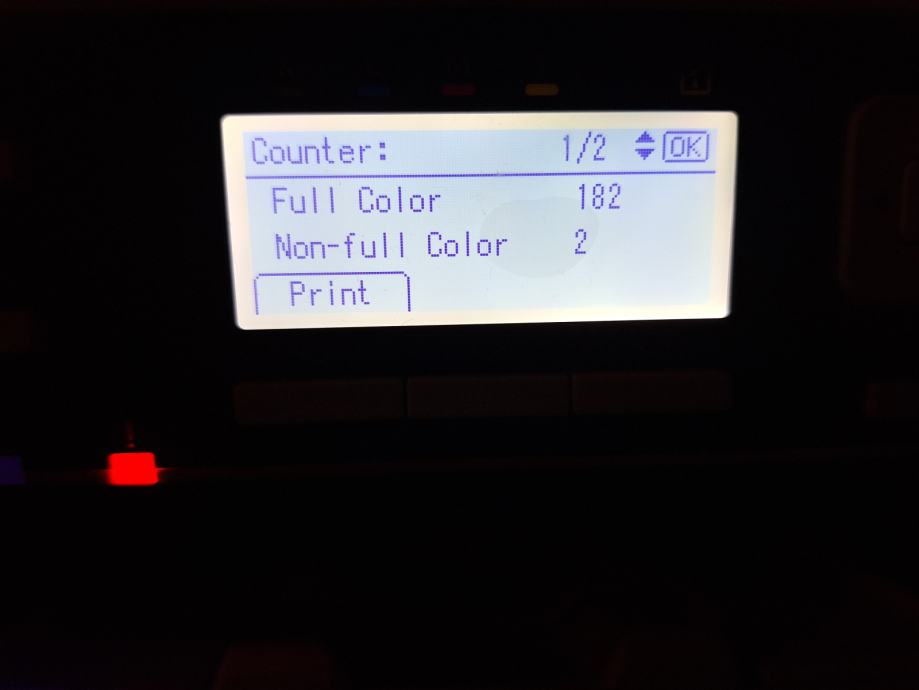 Counter: 1/2 OK
Full Color 182
Non-full Color 2
Print